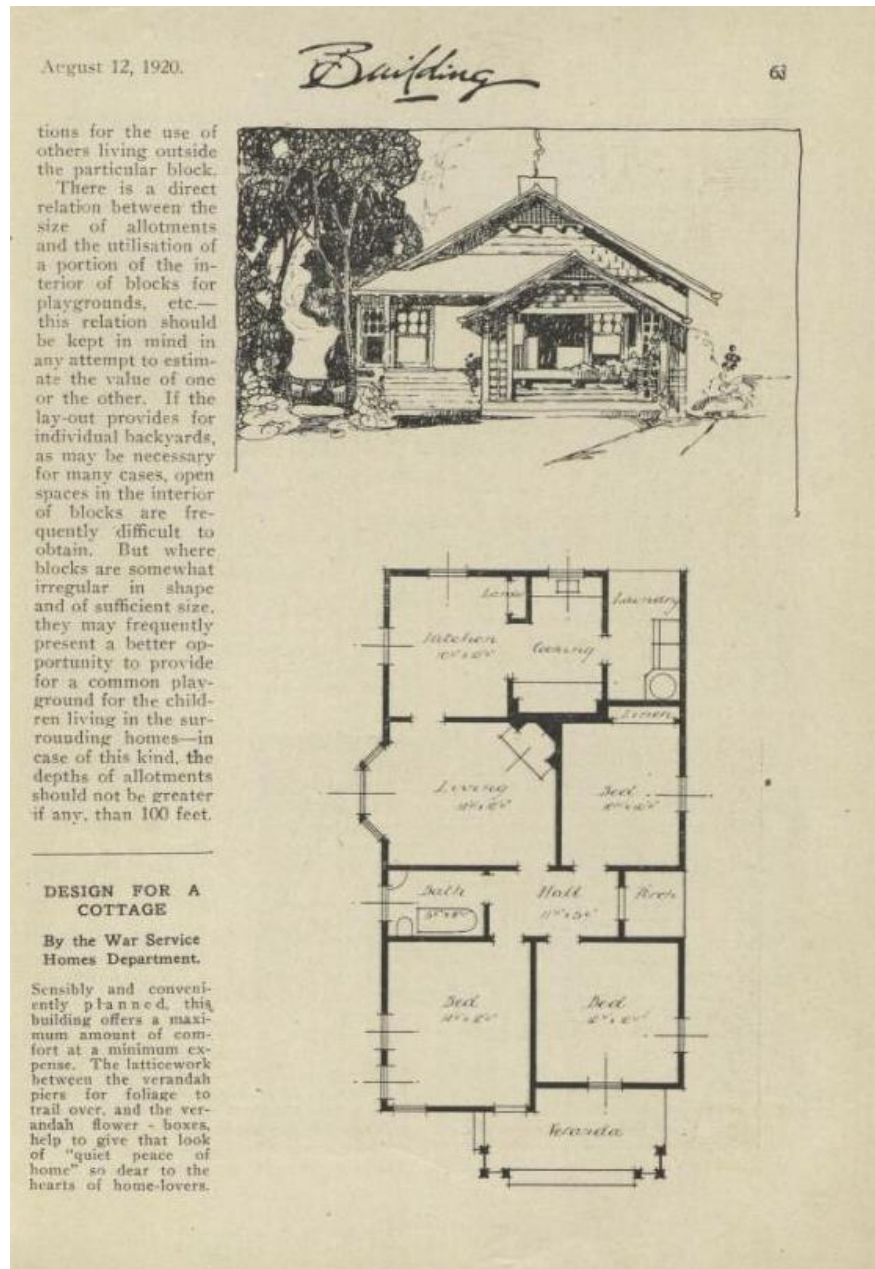 August 12, 1920.
Building
63
tions for the use of
others living outside
the particular block.
There is a direct
relation between the
size of allotments
and the utilisation of
a portion of the in-
terior of blocks for
playgrounds, etc.—
this relation should
be kept in mind in
any attempt to estim-
ate the value of one
or the other. If the
lay-out provides for
individual backyards,
as may be necessary
for many cases, open
spaces in the interior
of blocks are fre-
quently difficult to
obtain. But where
blocks are somewhat
irregular in shape
and of sufficient size,
they may frequently
present a better op-
portunity to provide
for a common play-
ground for the child-
ren living in the sur-
rounding homes—in
case of this kind, the
depths of allotments
should not be greater
if any, than 100 feet.
DESIGN FOR A
COTTAGE
By the War Service
Homes Department.
Sensibly and conveni-
ently planned, this
building offers a maxi-
mum amount of com-
fort at a minimum ex-
pense. The latticework
between the verandah
piers for foliage to
trail over, and the ver-
andah flower-boxes,
help to give that look
of "quiet peace of
home" so dear to the
hearts of home-lovers.
Laundry
Kitchen
Cooking
Linen
Living
Bed
Bath
Hall
Porch
Bed
Bed
Veranda